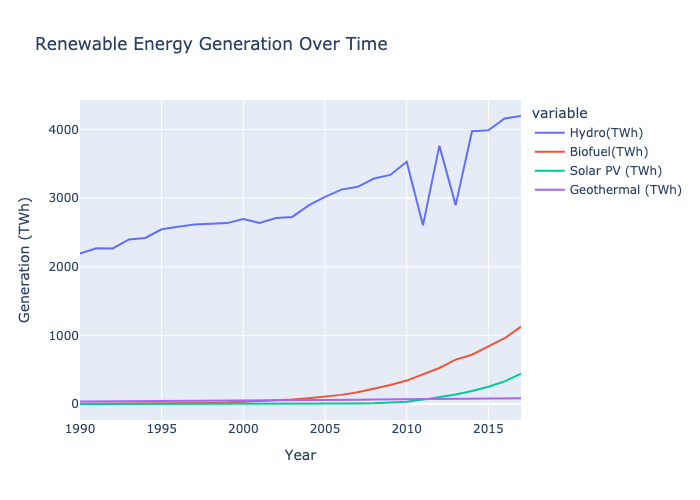 Renewable Energy Generation Over Time
variable
Hydro(TWh)
Biofuel(TWh)
Solar PV (TWh)
Geothermal (TWh)
Generation (TWh)
4000
3000
2000
1000
0
1990
1995
2000
2005
2010
2015
Year